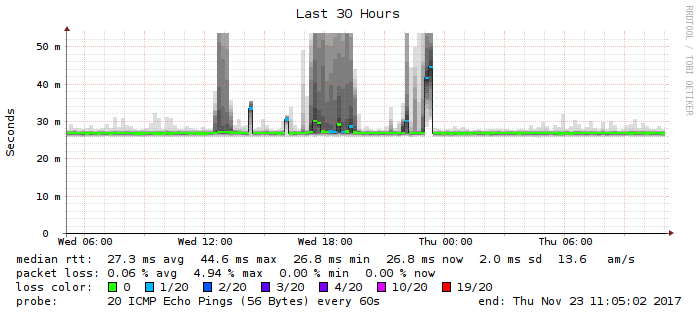 Last 30 Hours
RRDTOOL / TOBI OETIKER
Seconds
50 m
40 m
30 m
20 m
10 m
0
Wed 06:00 Wed 12:00 Wed 18:00 Thu 00:00 Thu 06:00
median rtt: 27.3 ms avg 44.6 ms max 26.8 ms min 26.8 ms now 2.0 ms sd 13.6 am/s
packet loss: 0.06 % avg 4.94 % max 0.00 % min 0.00 % now
loss color: 0 1/20 2/20 3/20 4/20 10/20 19/20
probe: 20 ICMP Echo Pings (56 Bytes) every 60s end: Thu Nov 23 11:05:02 2017